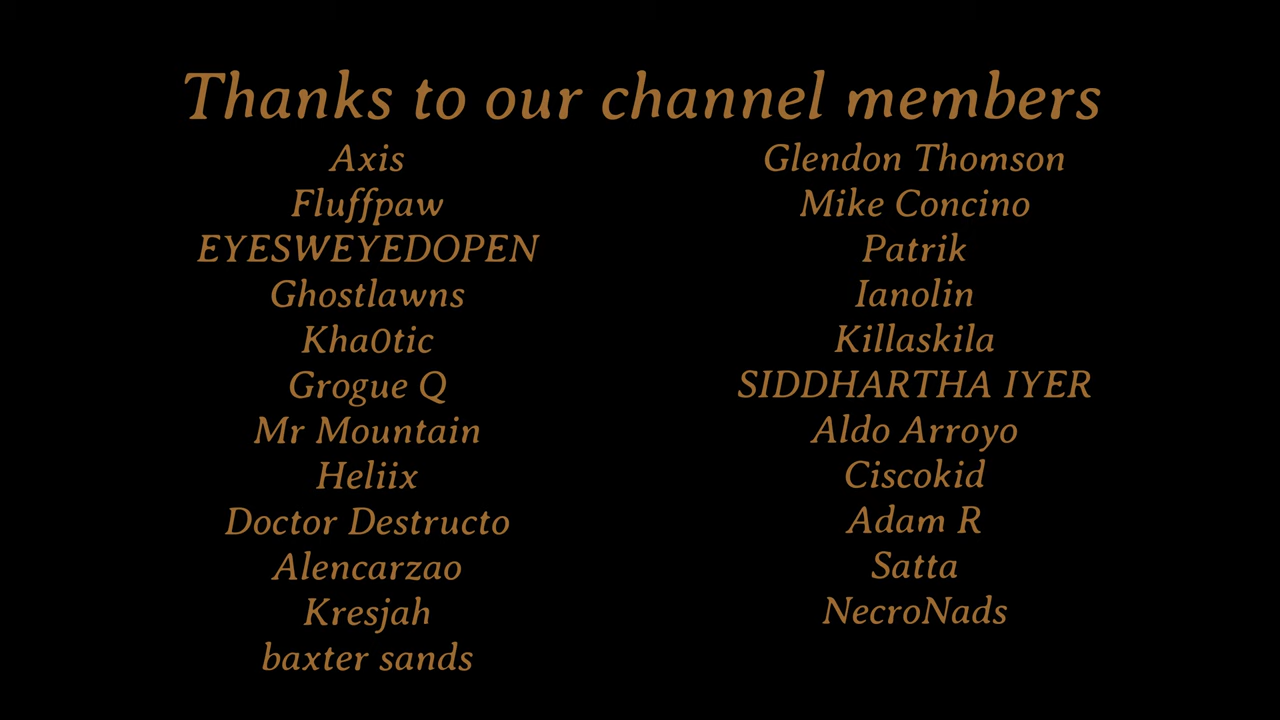 Thanks to our channel members
Axis
Fluffpaw
EYESWEYEDOPEN
Ghostlawns
Kha0tic
Grogue Q
Mr Mountain
Heliix
Doctor Destructo
Alencarzao
Kresjah
baxter sands
Glendon Thomson
Mike Concino
Patrik
Ianolin
Killaskila
SIDDHARTHA IYER
Aldo Arroyo
Ciscokid
Adam R
Satta
NecroNads